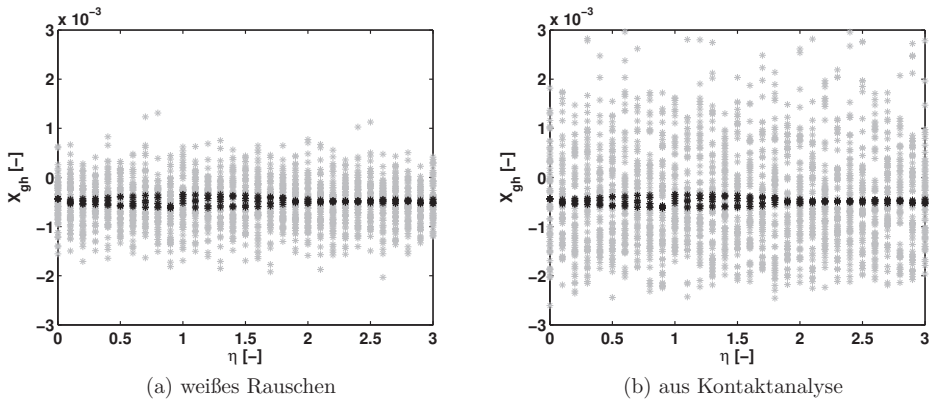 x 10⁻³
3
2
1
0
−1
−2
−3
X_gh [−]
0 0.5 1 1.5 2 2.5 3
η [−]
(a) weißes Rauschen
x 10⁻³
3
2
1
0
−1
−2
−3
X_gh [−]
0 0.5 1 1.5 2 2.5 3
η [−]
(b) aus Kontaktanalyse